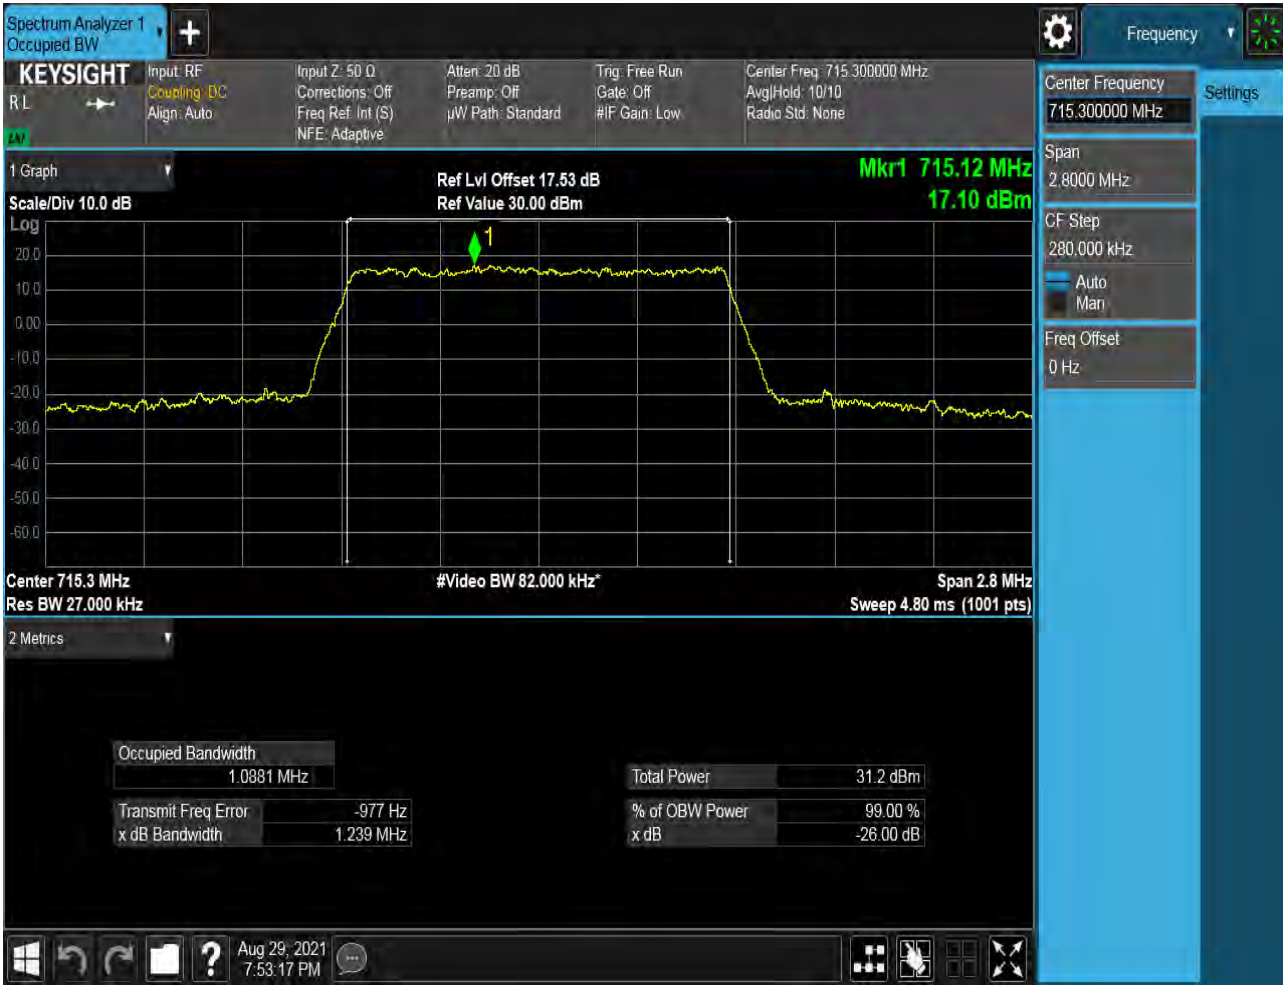 Spectrum Analyzer 1
Occupied BW
Frequency
KEYSIGHT
R L
Input: RF
Coupling: DC
Align: Auto
Input Z: 50 Ω
Corrections: Off
Freq Ref: Int (S)
NFE: Adaptive
Atten: 20 dB
Preamp: Off
µW Path: Standard
Trig: Free Run
Gate: Off
#IF Gain: Low
Center Freq: 715.300000 MHz
Avg|Hold: 10/10
Radio Std: None
Center Frequency
715.300000 MHz
Settings
Span
2.8000 MHz
CF Step
280.000 kHz
Auto
Man
Freq Offset
0 Hz
1 Graph
Scale/Div 10.0 dB
Ref Lvl Offset 17.53 dB
Ref Value 30.00 dBm
Mkr1 715.12 MHz
17.10 dBm
Log
1
20.0
10.0
0.00
-10.0
-20.0
-30.0
-40.0
-50.0
-60.0
Center 715.3 MHz
Res BW 27.000 kHz
#Video BW 82.000 kHz*
Span 2.8 MHz
Sweep 4.80 ms (1001 pts)
2 Metrics
Occupied Bandwidth
1.0881 MHz
Transmit Freq Error -977 Hz
x dB Bandwidth 1.239 MHz
Total Power 31.2 dBm
% of OBW Power 99.00 %
x dB -26.00 dB
Aug 29, 2021
7:53:17 PM